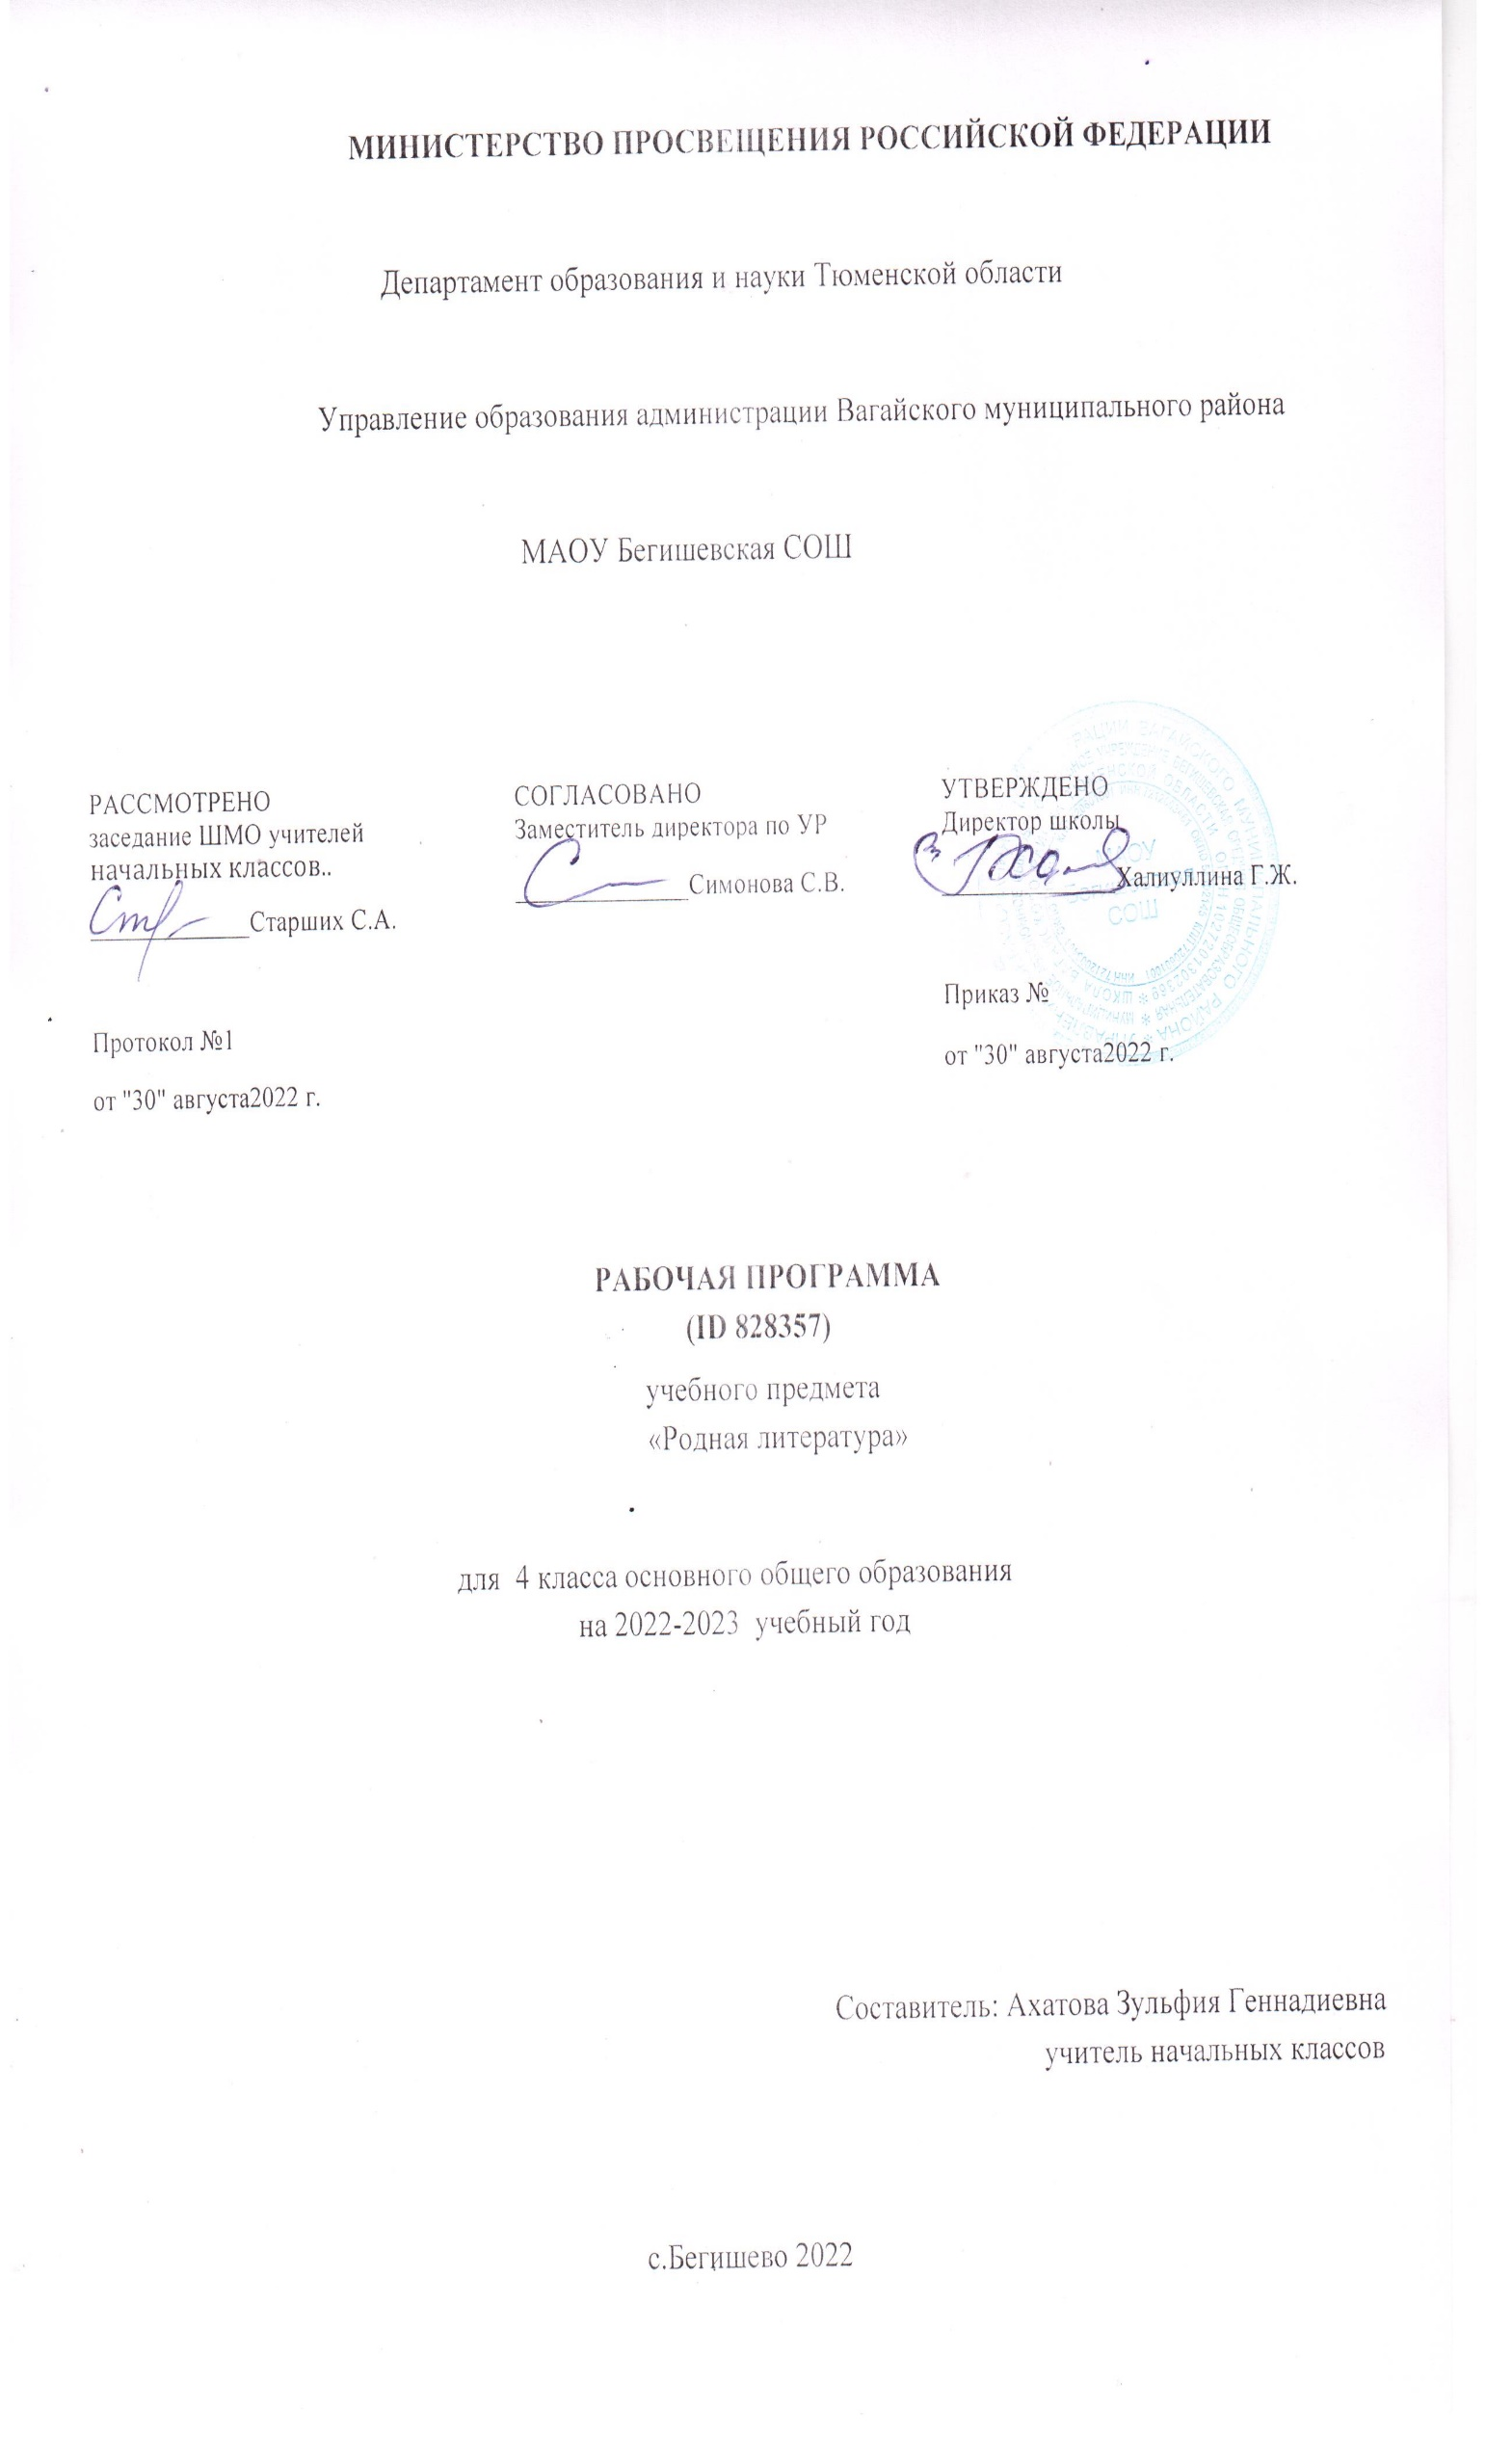 МИНИСТЕРСТВО ПРОСВЕЩЕНИЯ РОССИЙСКОЙ ФЕДЕРАЦИИ
Департамент образования и науки Тюменской области
Управление образования администрации Вагайского муниципального района
МАОУ Бегишевская СОШ
РАССМОТРЕНО
заседание ШМО учителей
начальных классов..
Старших С.А.
Протокол №1
от "30" августа2022 г.
СОГЛАСОВАНО
Заместитель директора по УР
Симонова С.В.
УТВЕРЖДЕНО
Директор школы
Халиуллина Г.Ж.
Приказ №
от "30" августа2022 г.
СОШ
РАБОЧАЯ ПРОГРАММА
(ID 828357)
учебного предмета
«Родная литература»
для 4 класса основного общего образования
на 2022-2023 учебный год
Составитель: Ахатова Зульфия Геннадиевна
учитель начальных классов
с.Бегишево 2022